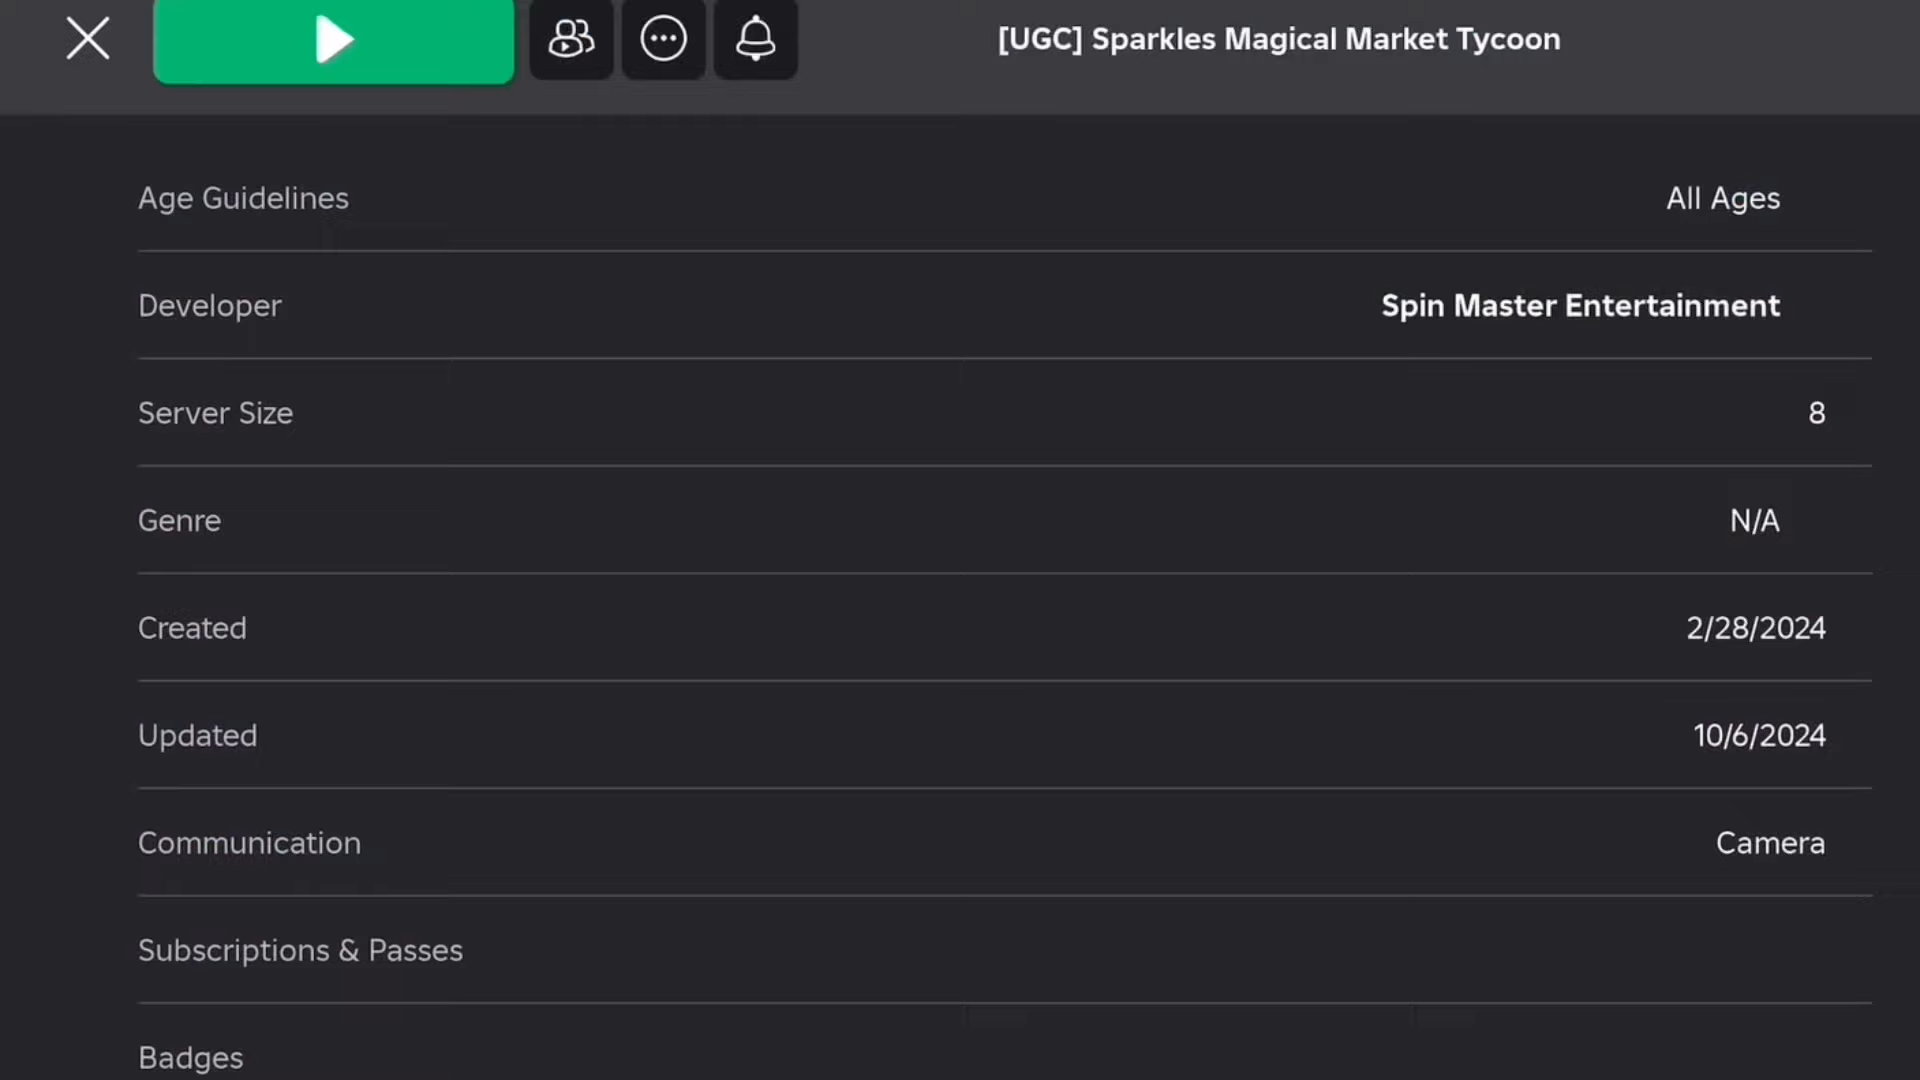 [UGC] Sparkles Magical Market Tycoon
Age Guidelines All Ages
Developer Spin Master Entertainment
Server Size 8
Genre N/A
Created 2/28/2024
Updated 10/6/2024
Communication Camera
Subscriptions & Passes
Badges